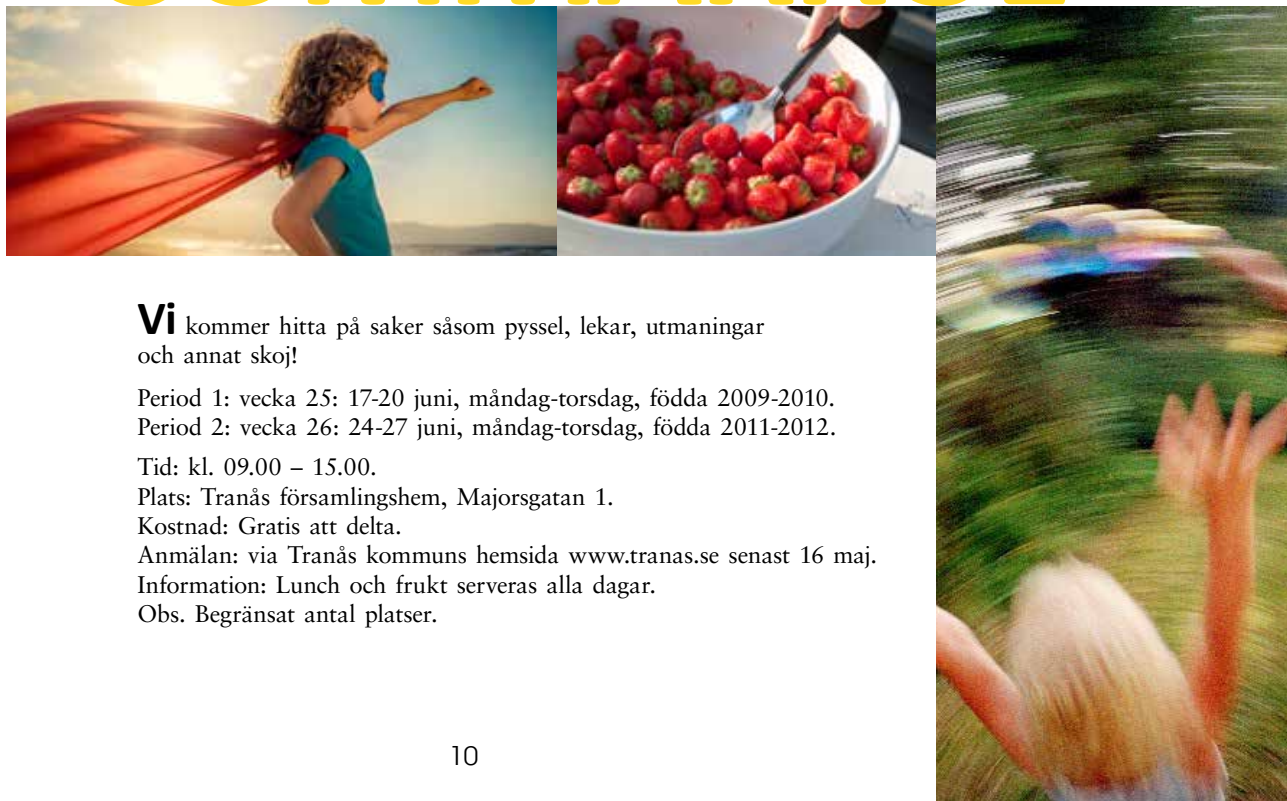 Vi kommer hitta på saker såsom pyssel, lekar, utmaningar
och annat skoj!
Period 1: vecka 25: 17-20 juni, måndag-torsdag, födda 2009-2010.
Period 2: vecka 26: 24-27 juni, måndag-torsdag, födda 2011-2012.
Tid: kl. 09.00 – 15.00.
Plats: Tranås församlingshem, Majorsgatan 1.
Kostnad: Gratis att delta.
Anmälan: via Tranås kommuns hemsida www.tranas.se senast 16 maj.
Information: Lunch och frukt serveras alla dagar.
Obs. Begränsat antal platser.
10